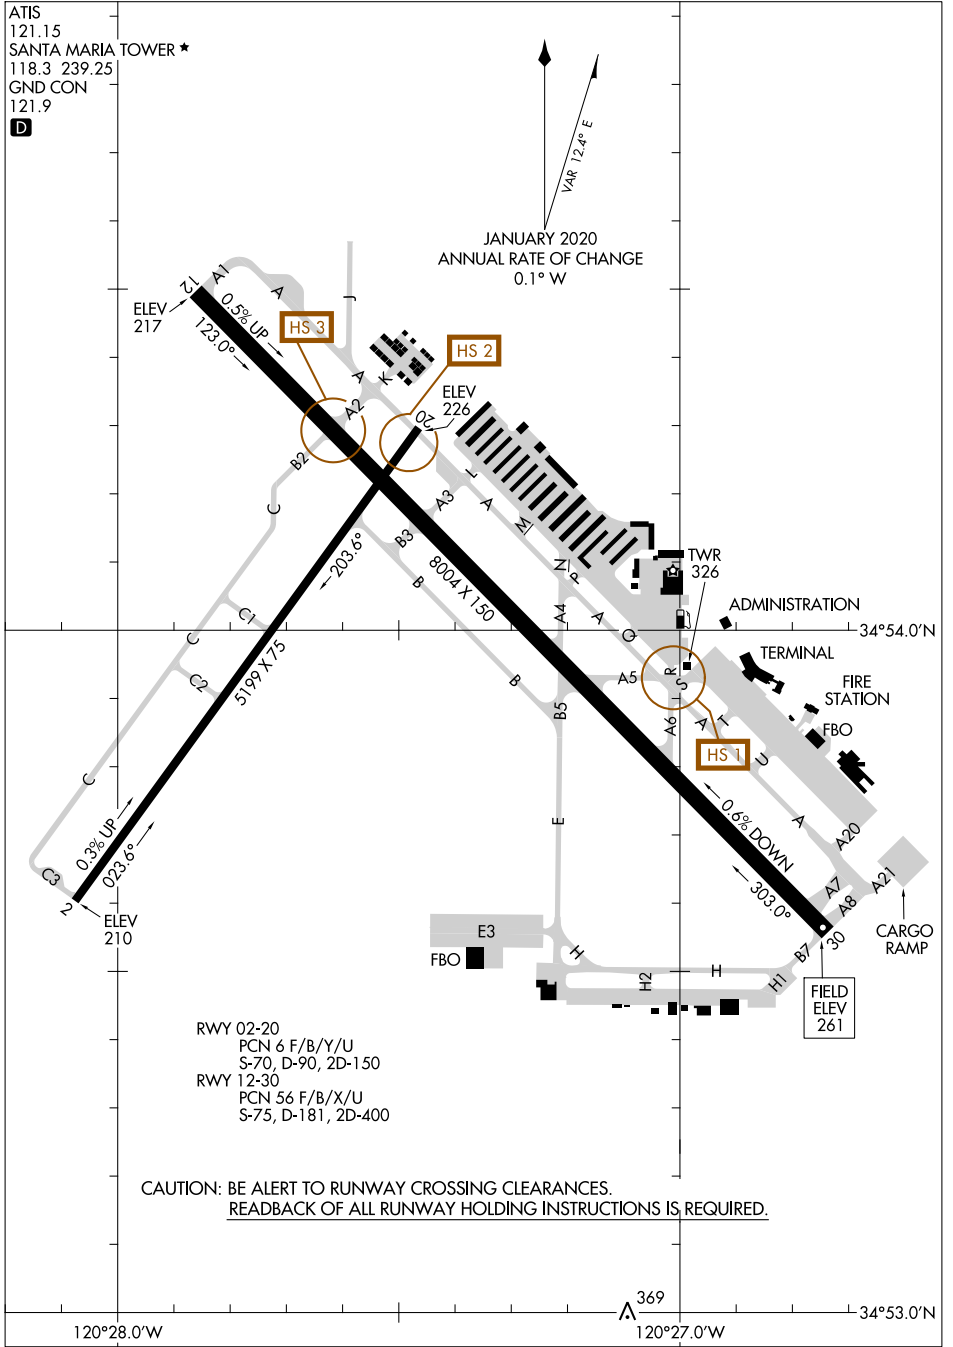 ATIS
121.15
SANTA MARIA TOWER ★
118.3 239.25
GND CON
121.9
D
VAR 12.4° E
JANUARY 2020
ANNUAL RATE OF CHANGE
0.1° W
12
ELEV
217
A1
A
J
0.5% UP
123.0°
HS 3
HS 2
A
K
A2
ELEV
226
20
B2
C
L
A3
A
B3
M
203.6°
B
8004 X 150
N
P
TWR
326
A4
A
Q
ADMINISTRATION
34°54.0'N
C1
C
C2
5199 X 75
TERMINAL
A5
R
S
FIRE
STATION
B
B5
A6
A
T
FBO
HS 1
U
C
E
0.6% DOWN
A
A20
0.3% UP
023.6°
C3
2
ELEV
210
303.0°
A7
A8
A21
CARGO
RAMP
E3
FBO
H
H2
H
H1
B7
30
FIELD
ELEV
261
RWY 02-20
PCN 6 F/B/Y/U
S-70, D-90, 2D-150
RWY 12-30
PCN 56 F/B/X/U
S-75, D-181, 2D-400
CAUTION: BE ALERT TO RUNWAY CROSSING CLEARANCES.
READBACK OF ALL RUNWAY HOLDING INSTRUCTIONS IS REQUIRED.
369
34°53.0'N
120°28.0'W
120°27.0'W